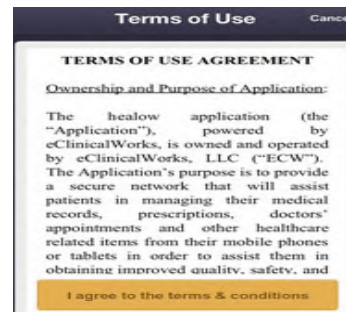 Terms of Use
Cance
TERMS OF USE AGREEMENT
Ownership and Purpose of Application:
The healow application (the
“Application”), powered by
eClinicalWorks, is owned and operated
by eClinicalWorks, LLC (“ECW”).
The Application’s purpose is to provide
a secure network that will assist
patients in managing their medical
records, prescriptions, doctors’
appointments and other healthcare
related items from their mobile phones
or tablets in order to assist them in
obtaining improved quality, safety, and
I agree to the terms & conditions